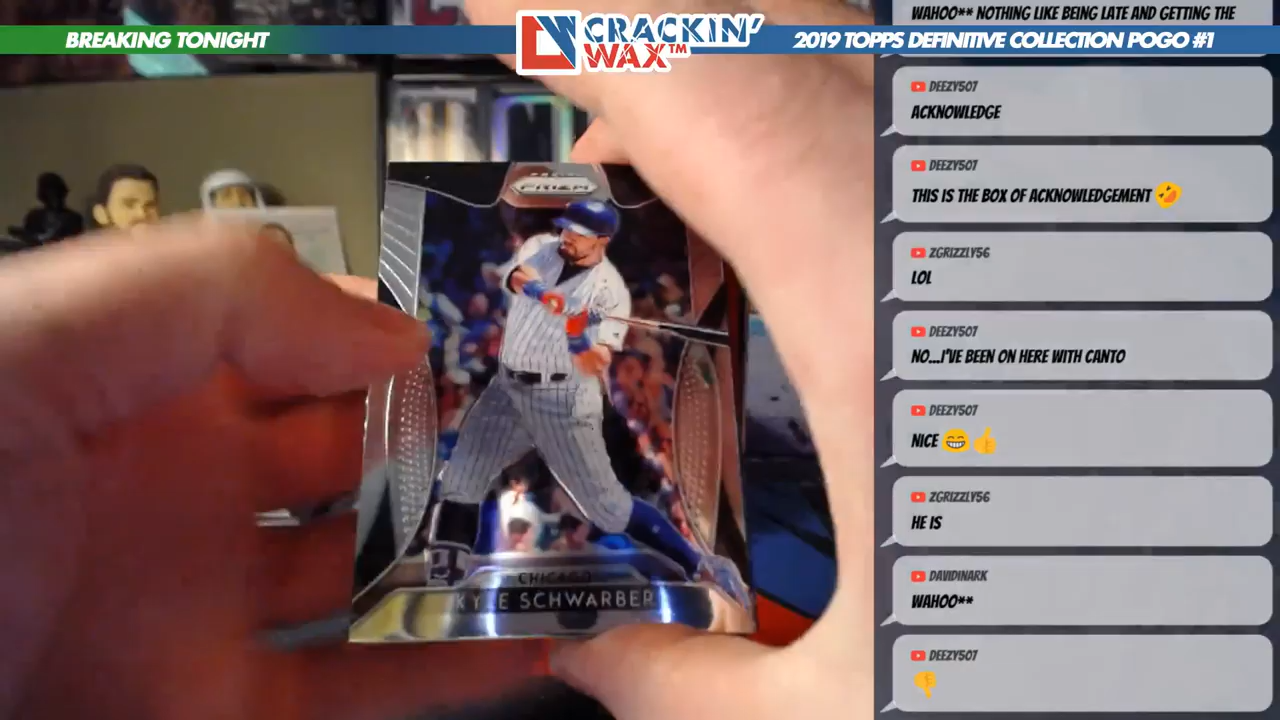 BREAKING TONIGHT
CRACKIN'
WAX™
2019 TOPPS DEFINITIVE COLLECTION POGO #1
WAHOO** NOTHING LIKE BEING LATE AND GETTING THE
DEEZY507
ACKNOWLEDGE
DEEZY507
THIS IS THE BOX OF ACKNOWLEDGEMENT 🤣
ZGRIZZLY56
LOL
DEEZY507
NO...I'VE BEEN ON HERE WITH CANTO
DEEZY507
NICE 😁👍
ZGRIZZLY56
HE IS
DAVIDINARK
WAHOO**
DEEZY507
👎
PRIZM
CHICAGO
KYLE SCHWARBER